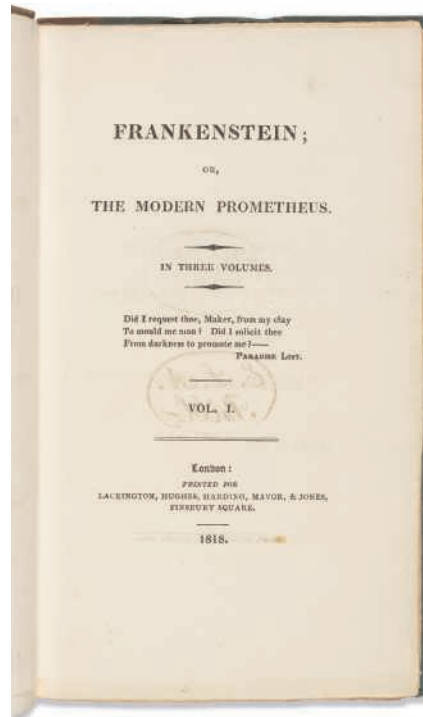 FRANKENSTEIN;
OR,
THE MODERN PROMETHEUS.
IN THREE VOLUMES.
Did I request thee, Maker, from my clay
To mould me man? Did I solicit thee
From darkness to promote me?——
PARADISE LOST.
VOL. I.
London:
PRINTED FOR
LACKINGTON, HUGHES, HARDING, MAVOR, & JONES,
FINSBURY SQUARE.
1818.